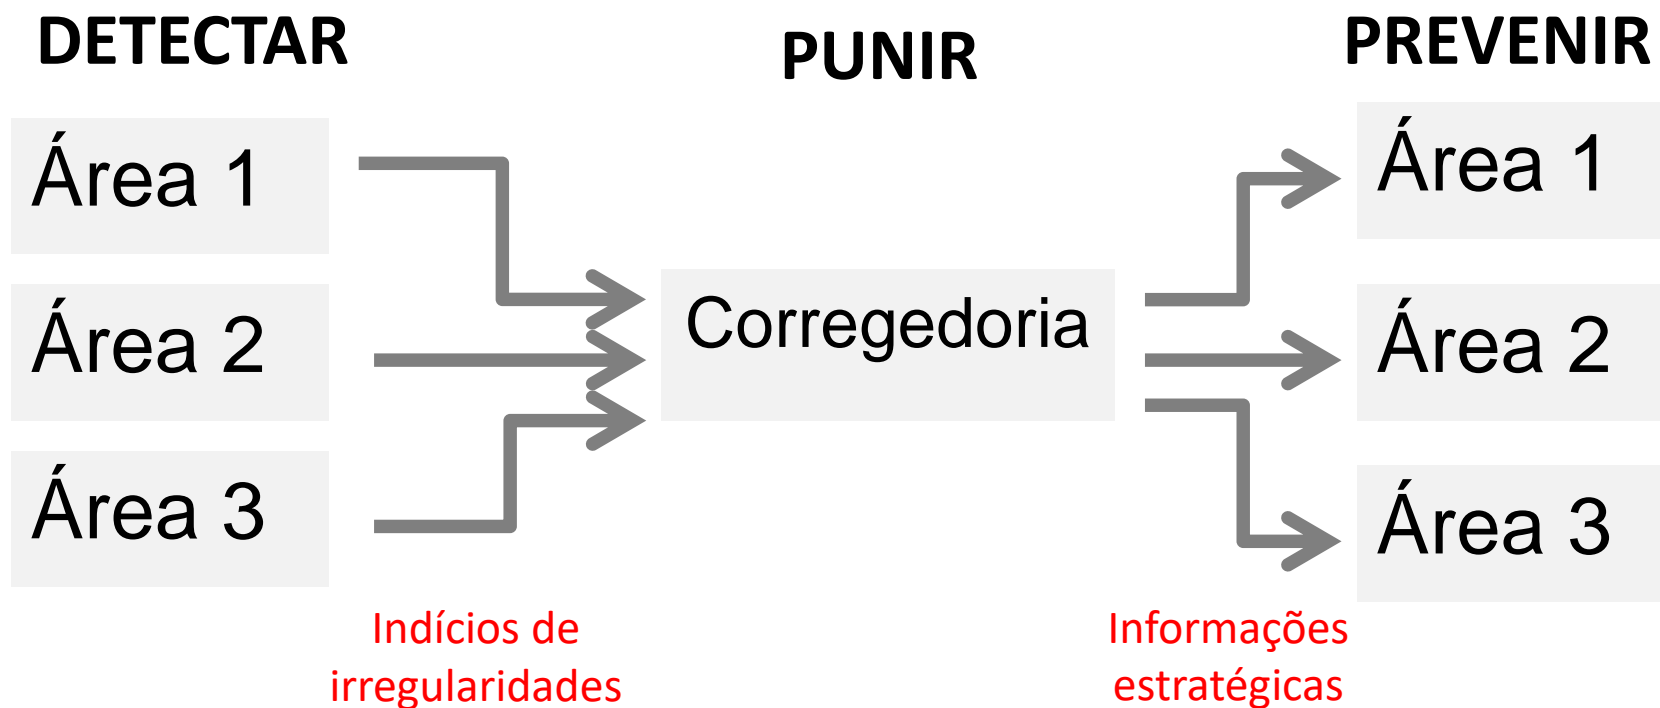 DETECTAR
PUNIR
PREVENIR
Área 1
Área 2
Área 3
Corregedoria
Área 1
Área 2
Área 3
Indícios de
irregularidades
Informações
estratégicas